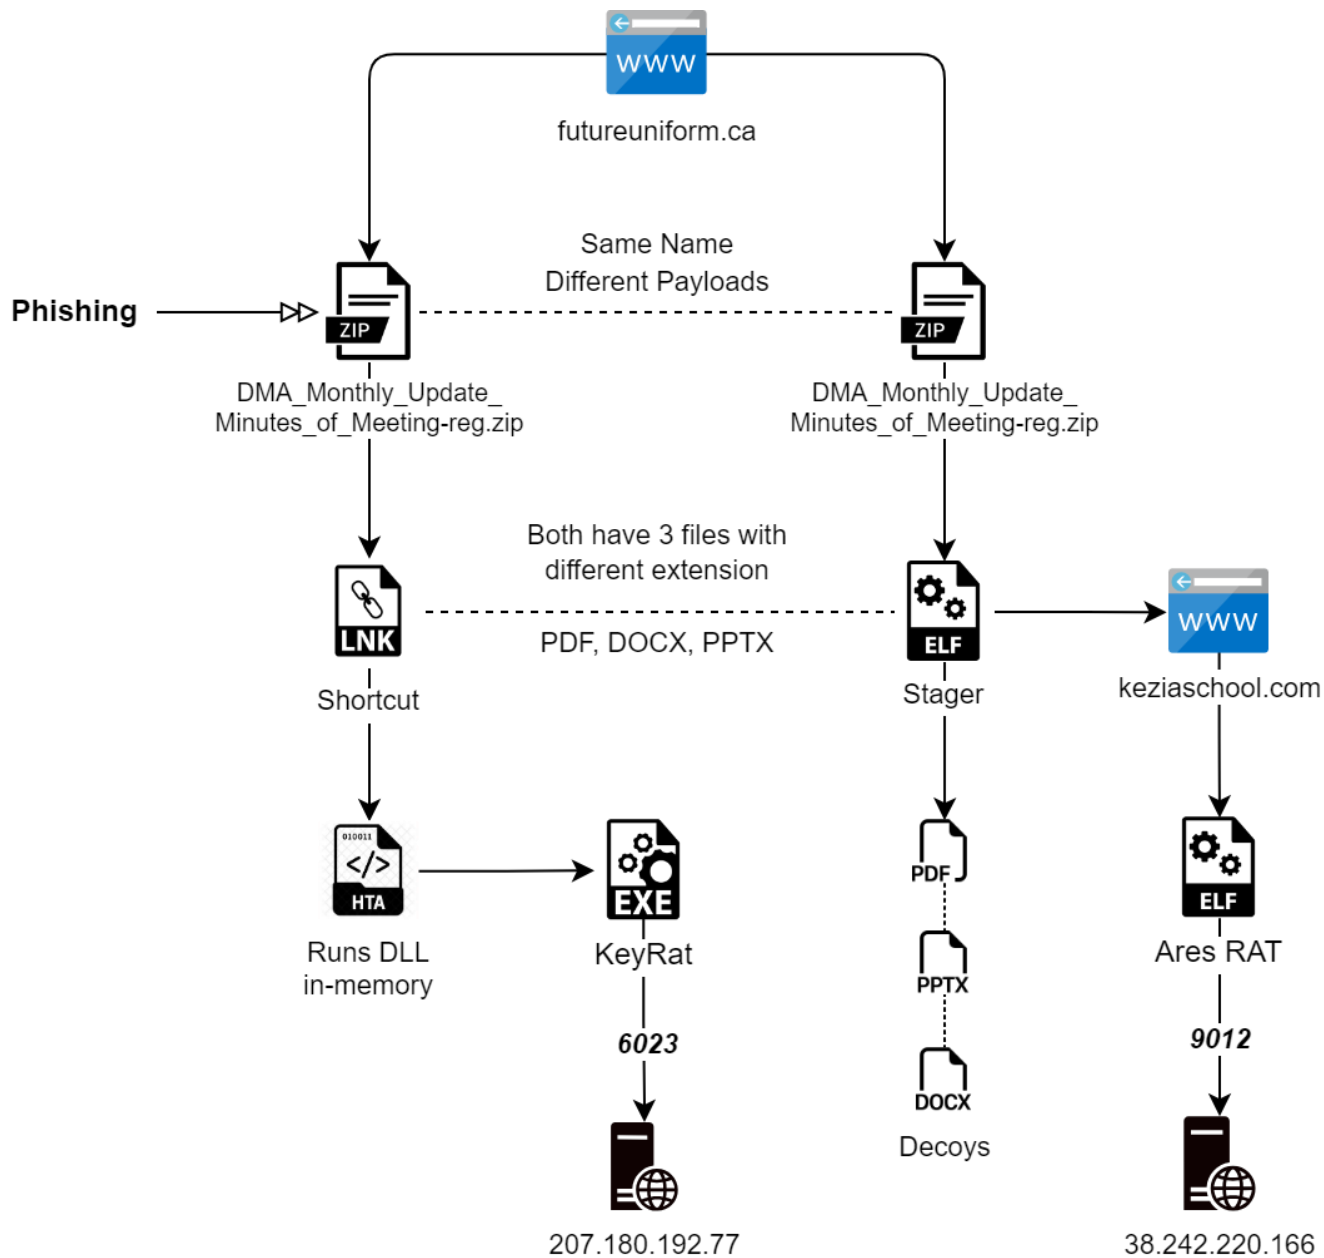 www
futureuniform.ca
Same Name
Different Payloads
Phishing
ZIP
ZIP
DMA_Monthly_Update_
Minutes_of_Meeting-reg.zip
DMA_Monthly_Update_
Minutes_of_Meeting-reg.zip
Both have 3 files with
different extension
PDF, DOCX, PPTX
LNK
Shortcut
ELF
Stager
www
keziaschool.com
010011
</>
HTA
Runs DLL
in-memory
EXE
KeyRat
6023
207.180.192.77
PDF
PPTX
DOCX
Decoys
ELF
Ares RAT
9012
38.242.220.166